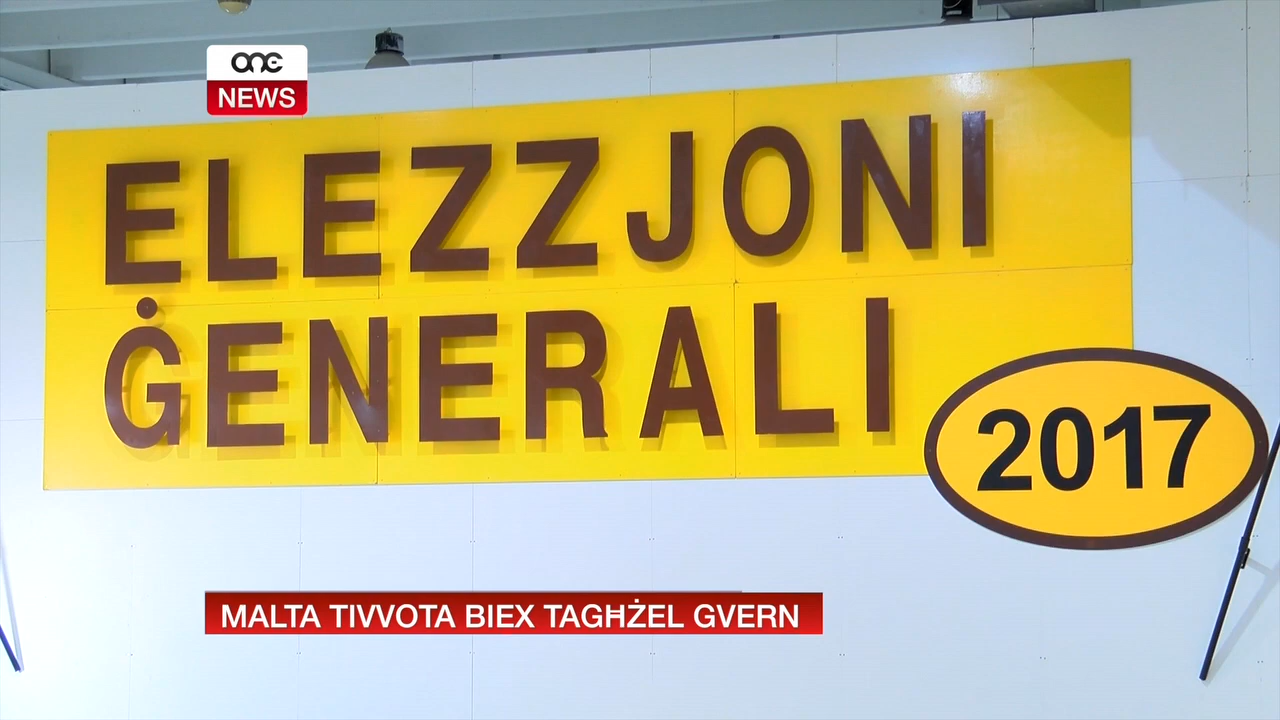 one
NEWS
ELEZZJONI
ĠENERALI
2017
MALTA TIVVOTA BIEX TAGĦŻEL GVERN